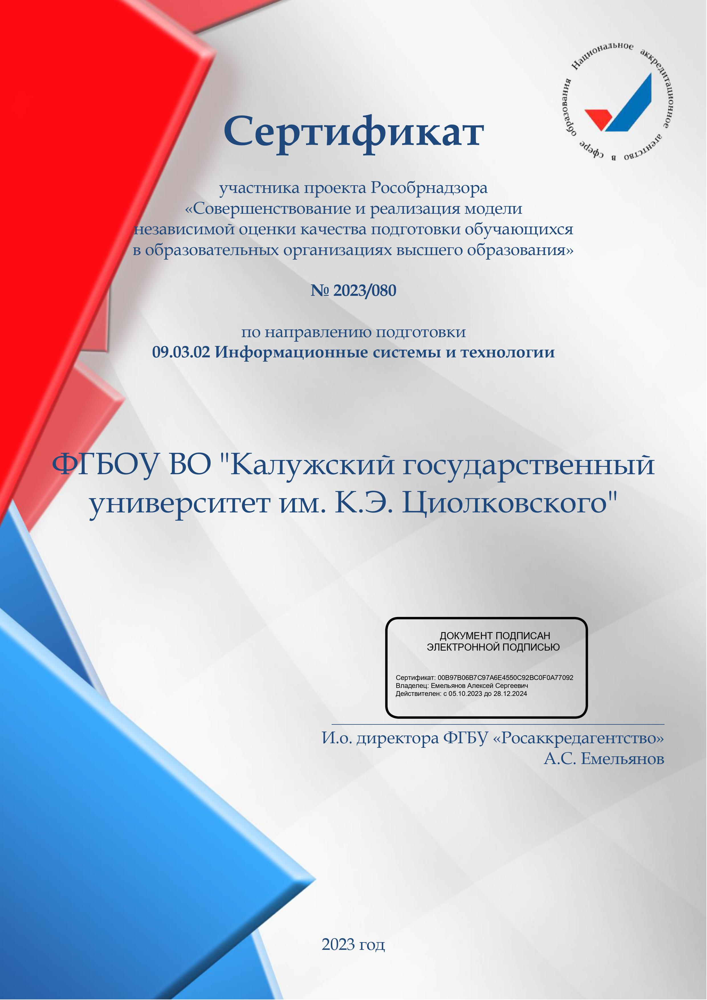 Национальное аккредитационное агентство в сфере образования
Сертификат
участника проекта Рособрнадзора
«Совершенствование и реализация модели
независимой оценки качества подготовки обучающихся
в образовательных организациях высшего образования»
№ 2023/080
по направлению подготовки
09.03.02 Информационные системы и технологии
ФГБОУ ВО "Калужский государственный
университет им. К.Э. Циолковского"
ДОКУМЕНТ ПОДПИСАН
ЭЛЕКТРОННОЙ ПОДПИСЬЮ
Сертификат: 00B97B06B7C97A6E4550C92BC0F0A77092
Владелец: Емельянов Алексей Сергеевич
Действителен: с 05.10.2023 до 28.12.2024
И.о. директора ФГБУ «Росаккредагентство»
А.С. Емельянов
2023 год